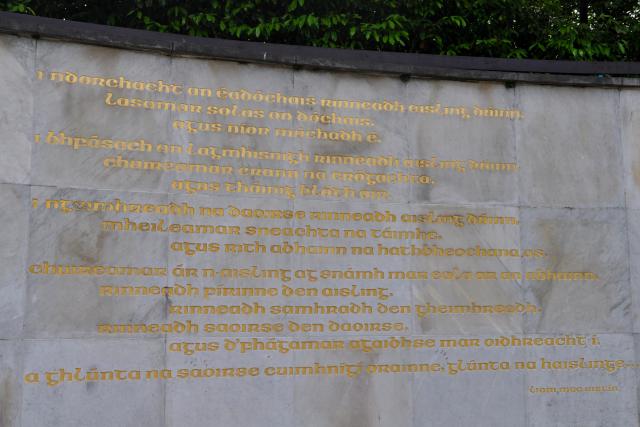 I ndorchacht an éadóchais rinneadh aisling dúinn.
Lasamar solas an dóchais.
Agus níor múchadh é.
I bhfásach an lagmhisnigh rinneadh aisling dúinn.
Chuireamar crann na crógachta.
Agus tháinig bláth air.
I ngeimhreadh na daoirse rinneadh aisling dúinn.
Mheileamar sneachta na táimhe.
Agus rith abhainn na hathbheochana as.
Chuireamar ár n-aisling ag snámh mar eala ar an abhainn.
Rinneadh fírinne den aisling.
Rinneadh samhradh den gheimhreadh.
Rinneadh saoirse den daoirse.
Agus d'fhágamar agaibhse mar oidhreacht í.
A ghlúnta na saoirse cuimhnígí orainne, glúnta na haislinge...
Liam mac uistín.